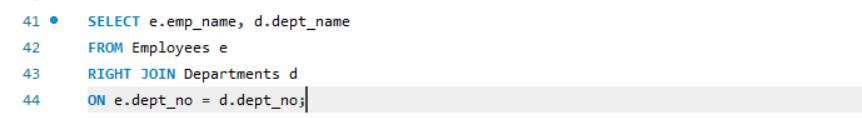 41 SELECT e.emp_name, d.dept_name
42 FROM Employees e
43 RIGHT JOIN Departments d
44 ON e.dept_no = d.dept_no;